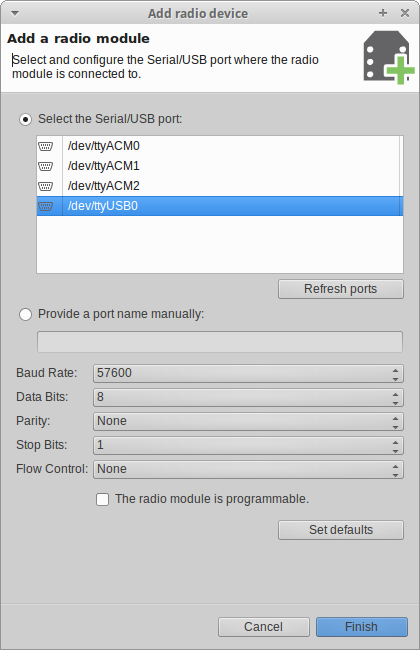 Add radio device
Add a radio module
Select and configure the Serial/USB port where the radio
module is connected to.
Select the Serial/USB port:
/dev/ttyACM0
/dev/ttyACM1
/dev/ttyACM2
/dev/ttyUSB0
Refresh ports
Provide a port name manually:
Baud Rate: 57600
Data Bits: 8
Parity: None
Stop Bits: 1
Flow Control: None
The radio module is programmable.
Set defaults
Cancel Finish